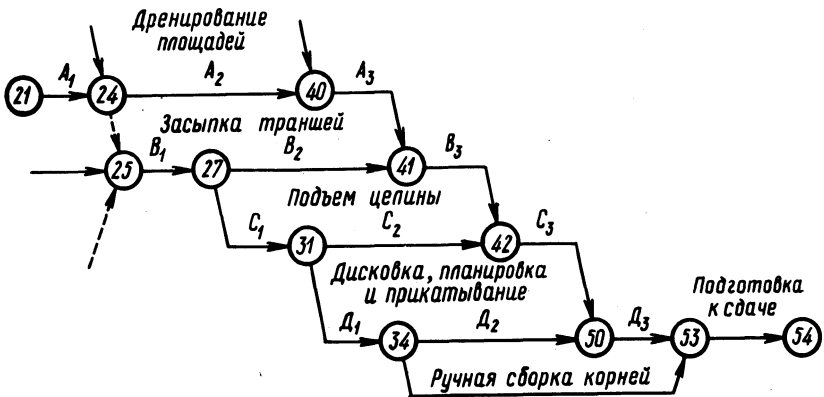 Дренирование
площадей
21 A₁ 24 A₂ 40 A₃
Засыпка траншей
25 B₁ 27 B₂ 41 B₃
Подъем цепины
C₁ 31 C₂ 42 C₃
Дисковка, планировка
и прикатывание
Подготовка
к сдаче
Д₁ 34 Д₂ 50 Д₃ 53 54
Ручная сборка корней